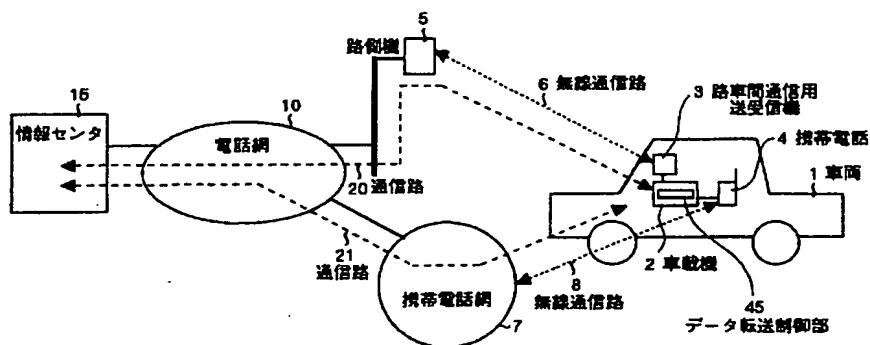 5
路側機
6 無線通信路
3 路車間通信用
送受信機
4 携帯電話
1 車両
15
情報センタ
10
電話網
20 通信路
21
通信路
2 車載機
8
無線通信路
45
データ転送制御部
携帯電話網
7